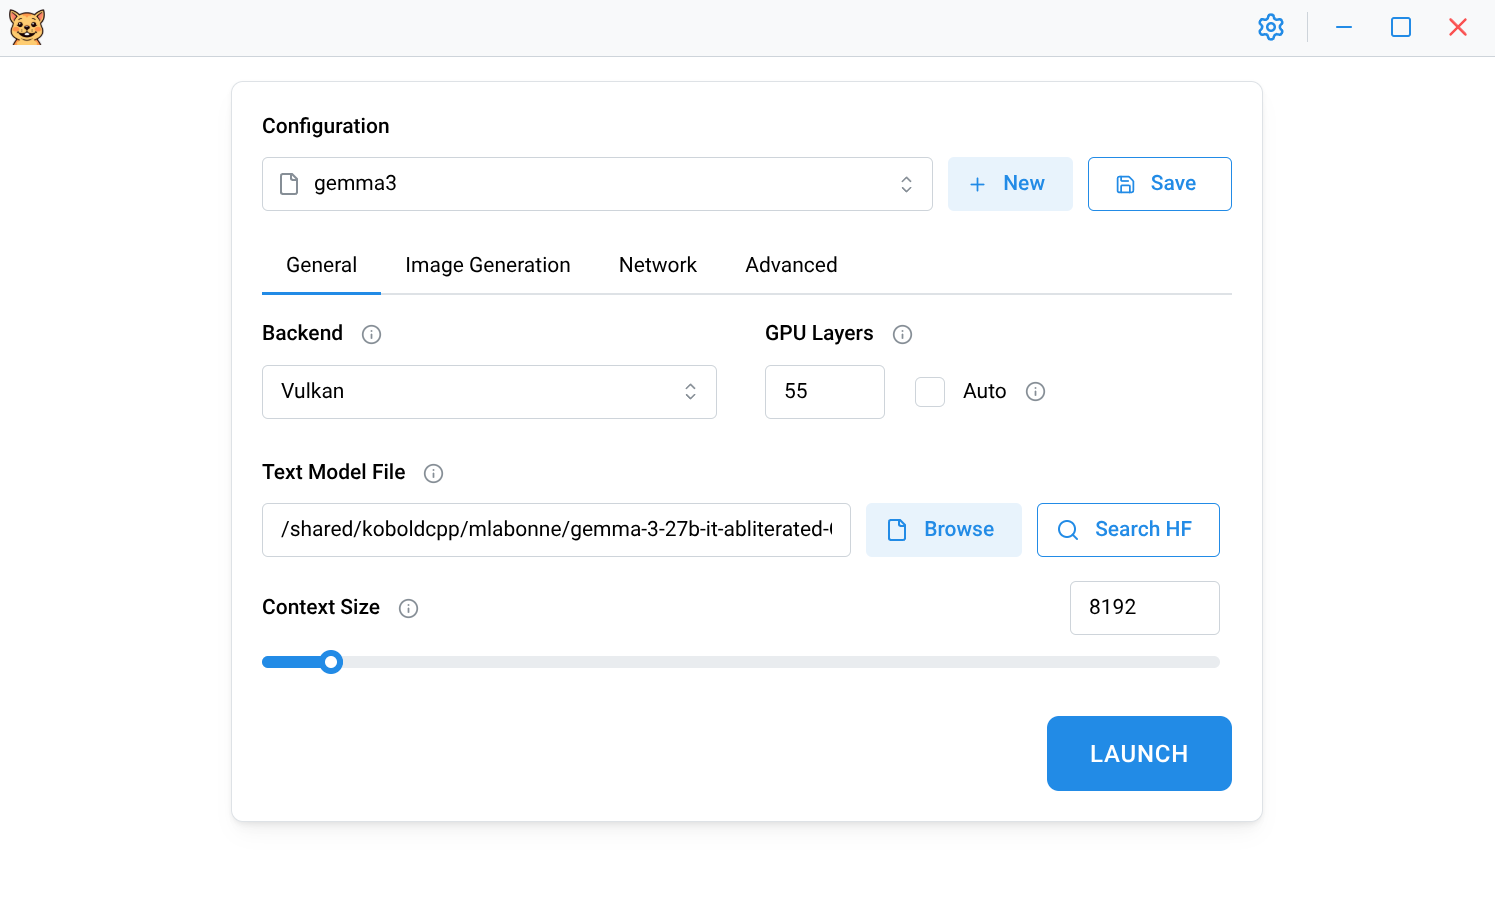 Configuration
gemma3
New
Save
General Image Generation Network Advanced
Backend
GPU Layers
Vulkan
55
Auto
Text Model File
/shared/koboldcpp/mlabonne/gemma-3-27b-it-abliterated-
Browse
Search HF
Context Size
8192
LAUNCH